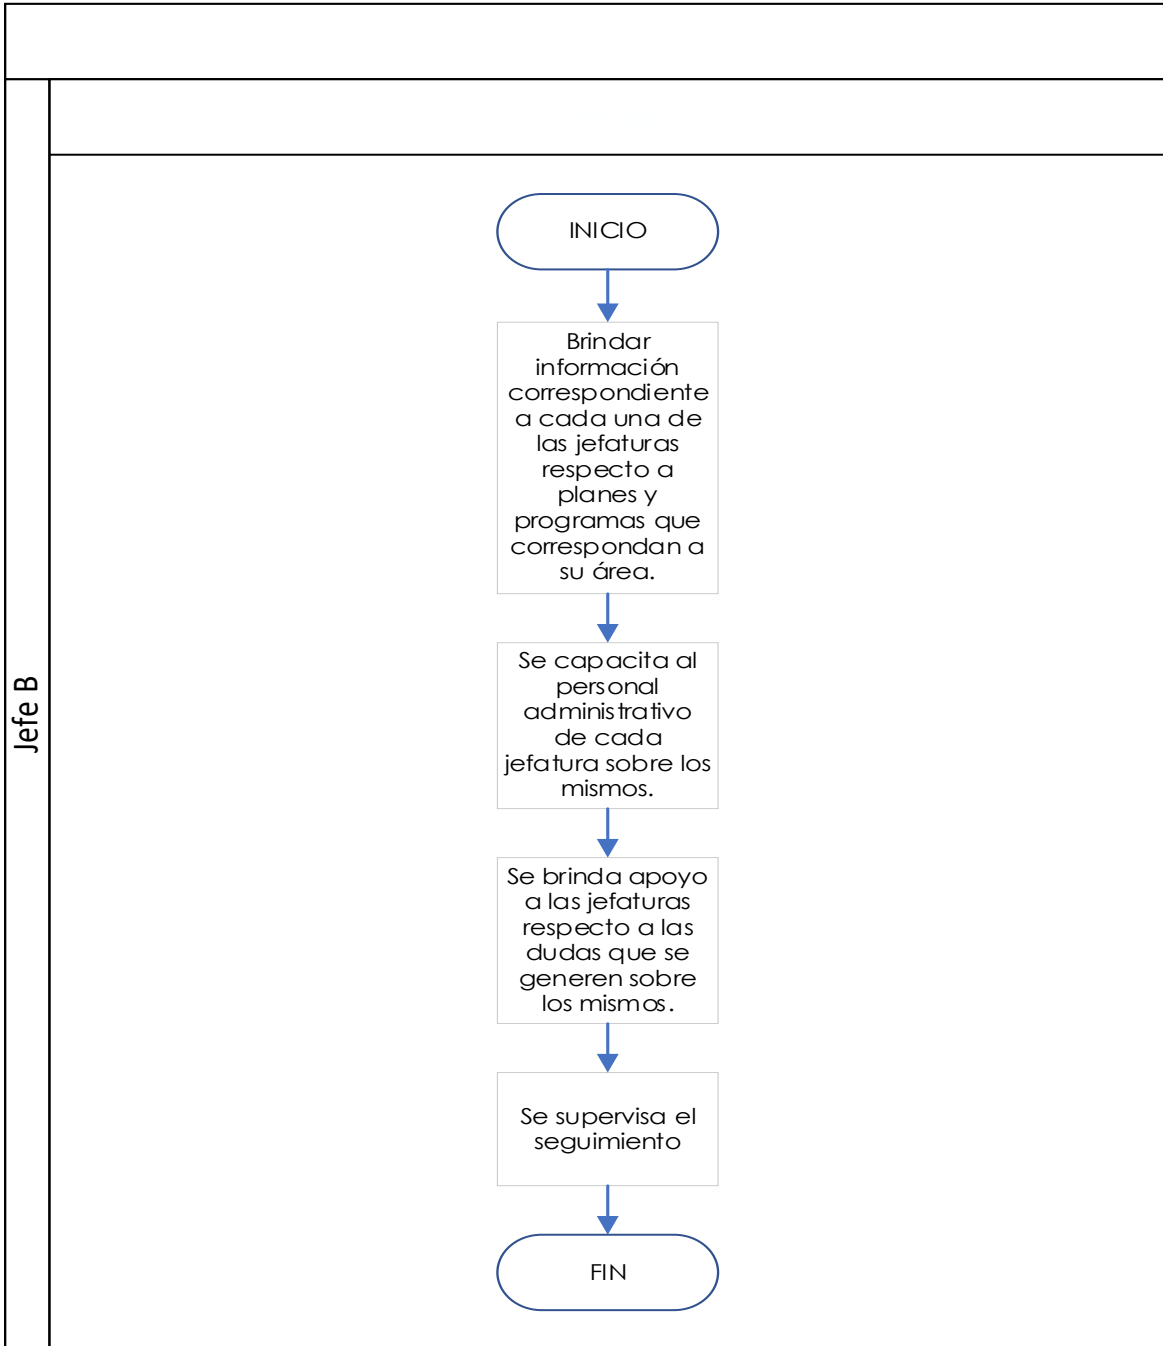 INICIO
Brindar
información
correspondiente
a cada una de
las jefaturas
respecto a
planes y
programas que
correspondan a
su área.
Se capacita al
personal
administrativo
de cada
jefatura sobre los
mismos.
Jefe B
Se brinda apoyo
a las jefaturas
respecto a las
dudas que se
generen sobre
los mismos.
Se supervisa el
seguimiento
FIN